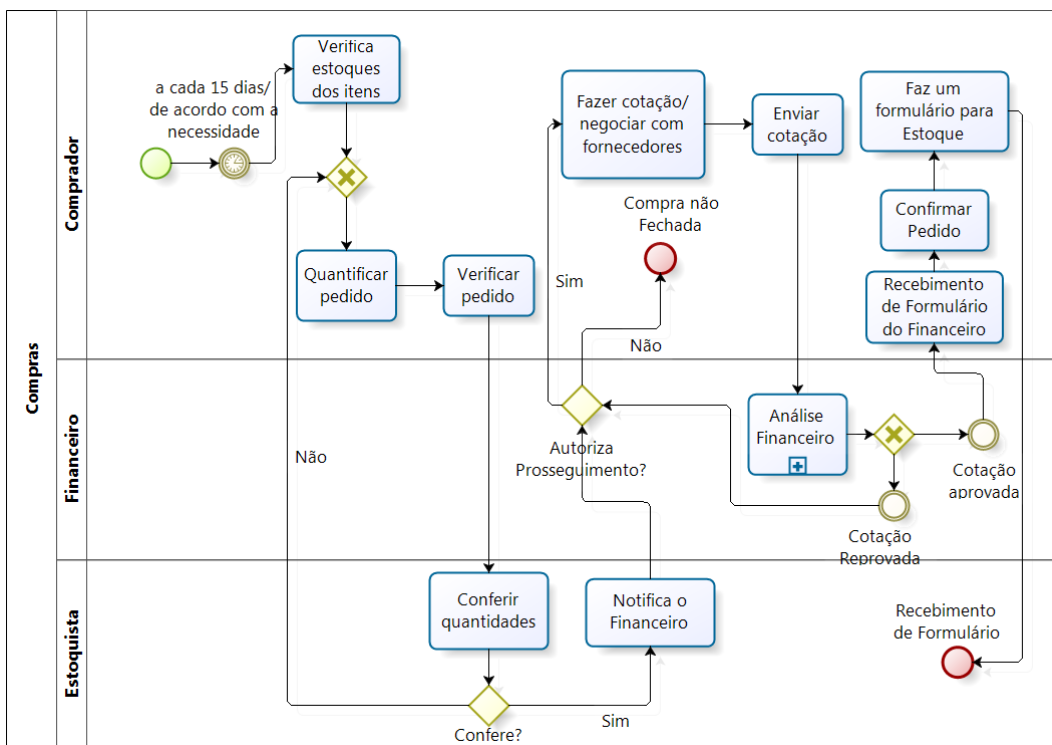 Compras
Comprador
a cada 15 dias/
de acordo com a
necessidade
Verifica
estoques
dos itens
Quantificar
pedido
Verificar
pedido
Fazer cotação/
negociar com
fornecedores
Enviar
cotação
Faz um
formulário para
Estoque
Compra não
Fechada
Confirmar
Pedido
Recebimento
de Formulário
do Financeiro
Sim
Não
Financeiro
Não
Autoriza
Prosseguimento?
Análise
Financeiro
Cotação
aprovada
Cotação
Reprovada
Estoquista
Conferir
quantidades
Notifica o
Financeiro
Recebimento
de Formulário
Sim
Confere?